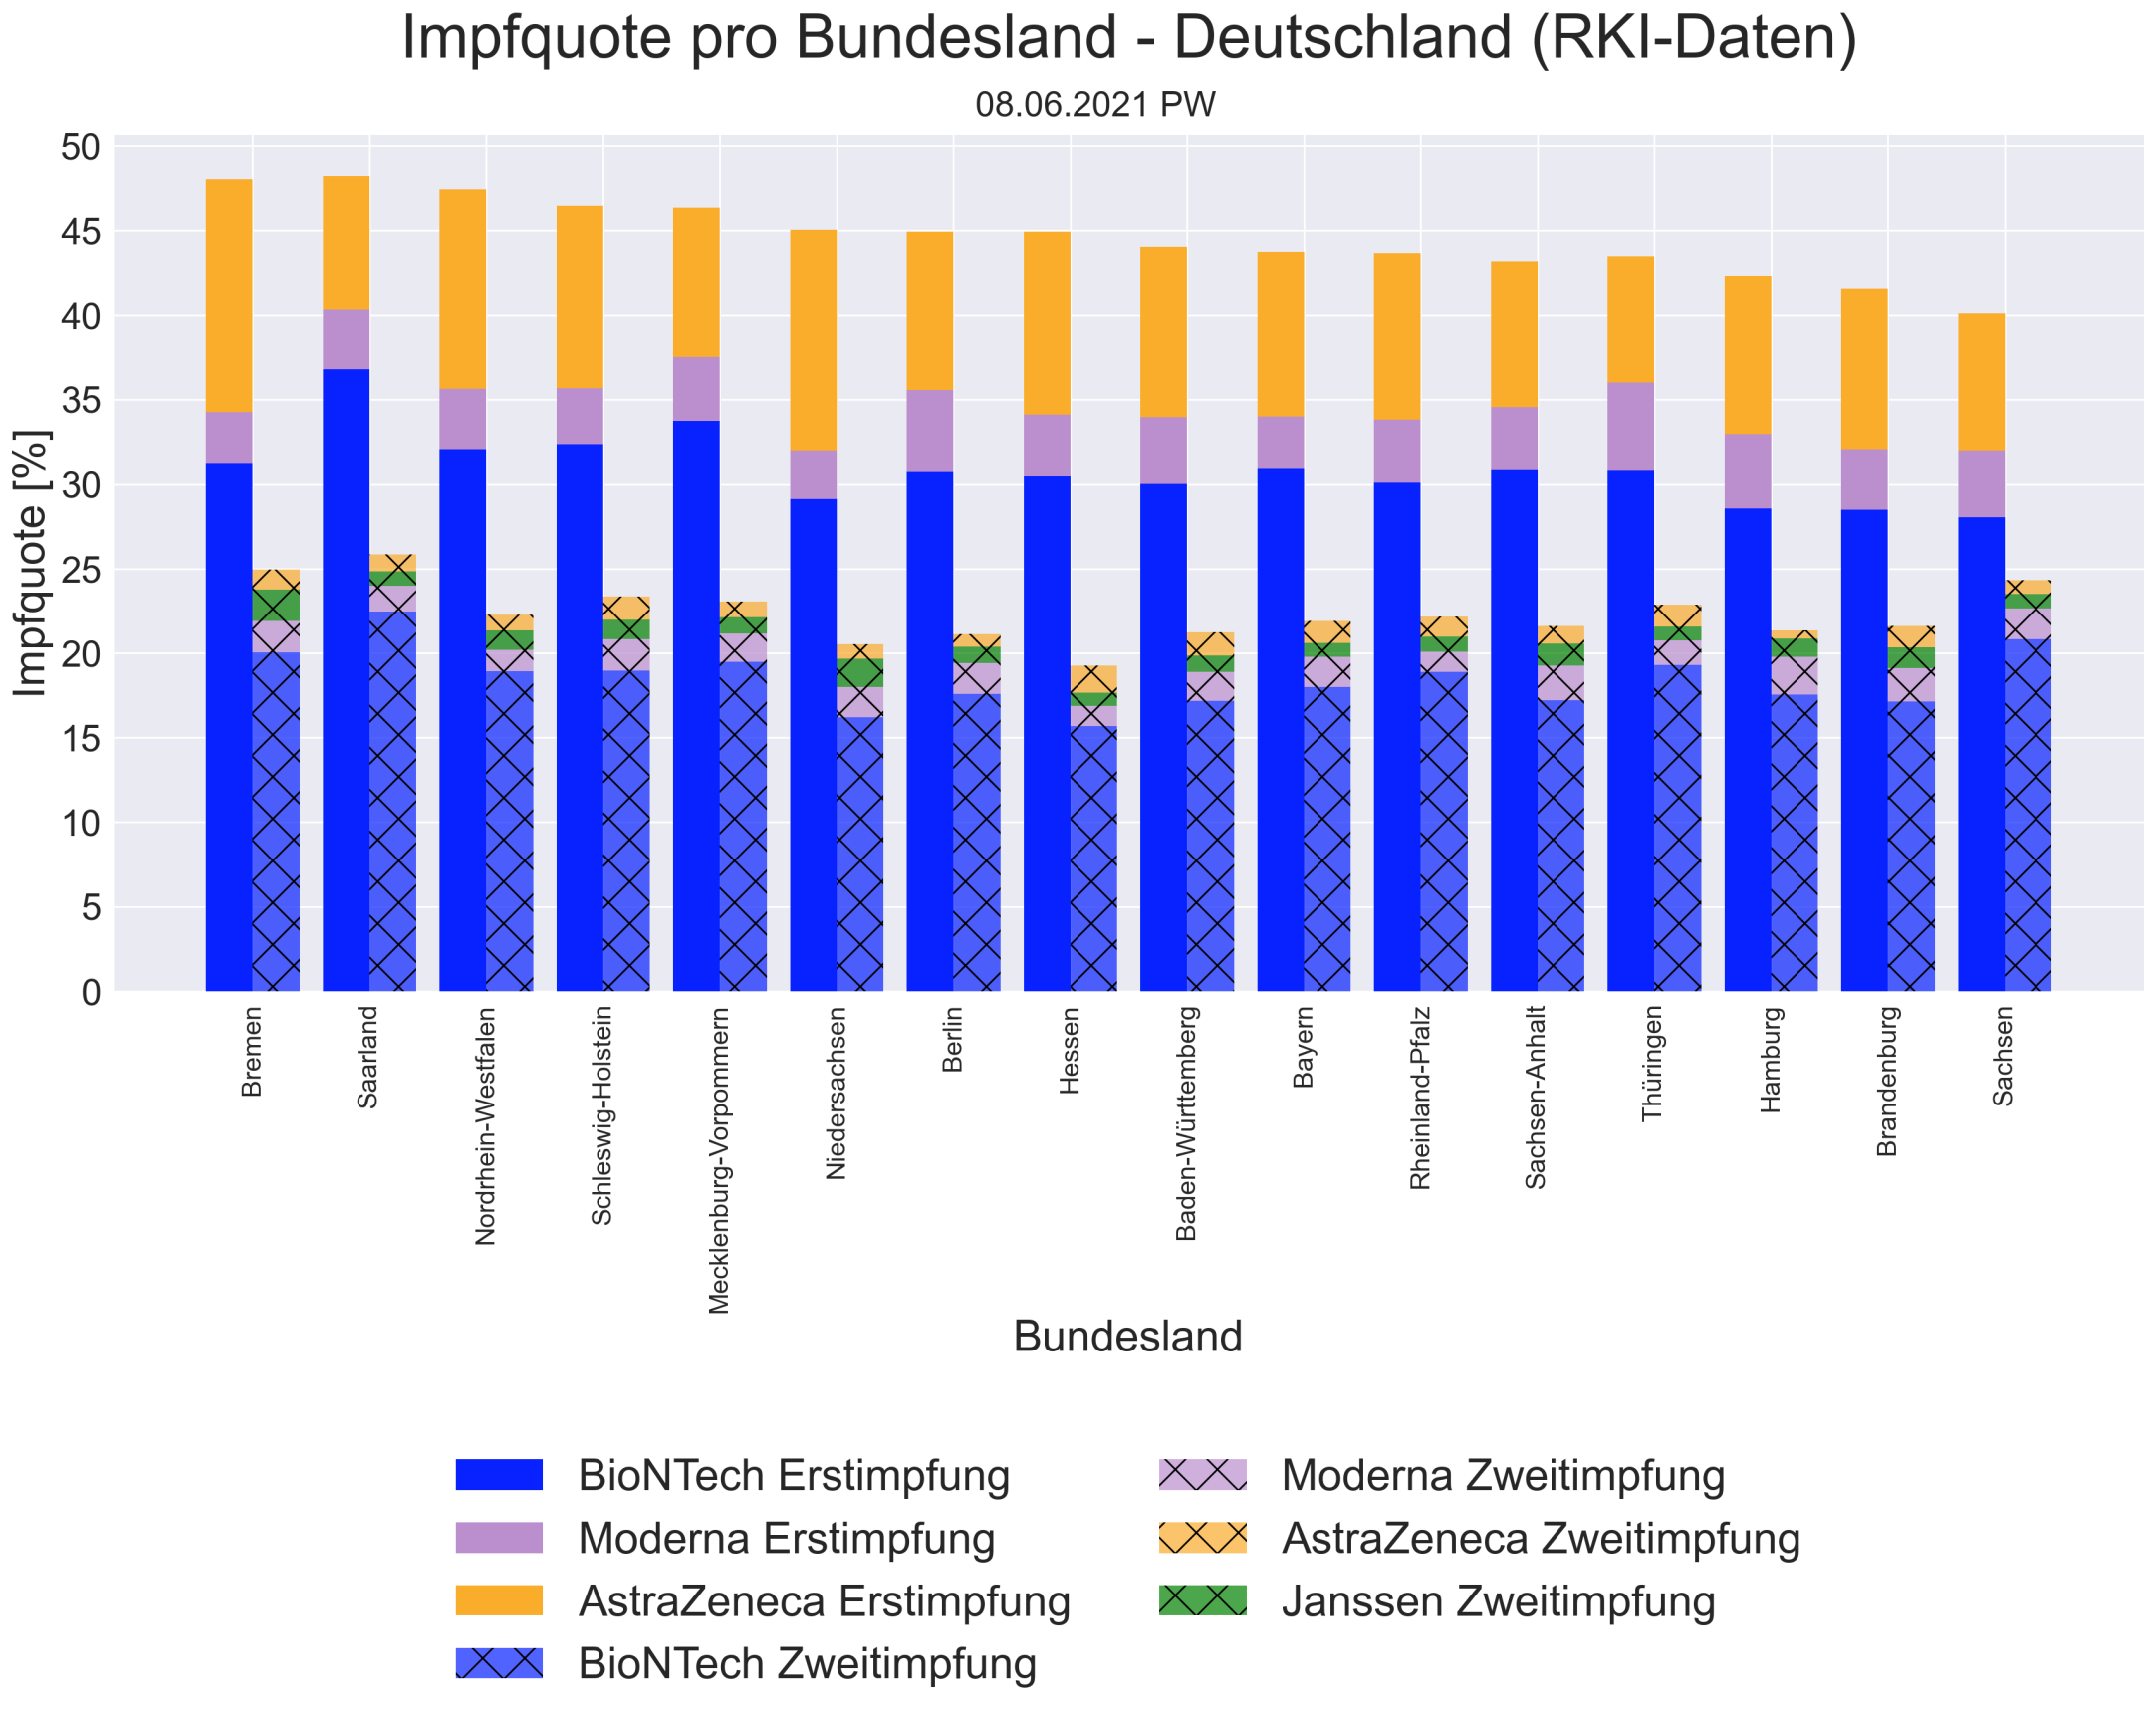 Impfquote pro Bundesland - Deutschland (RKI-Daten)
08.06.2021 PW
Impfquote [%]
50
45
40
35
30
25
20
15
10
5
0
Bremen
Saarland
Nordrhein-Westfalen
Schleswig-Holstein
Mecklenburg-Vorpommern
Niedersachsen
Berlin
Hessen
Baden-Württemberg
Bayern
Rheinland-Pfalz
Sachsen-Anhalt
Thüringen
Hamburg
Brandenburg
Sachsen
Bundesland
BioNTech Erstimpfung
Moderna Erstimpfung
AstraZeneca Erstimpfung
BioNTech Zweitimpfung
Moderna Zweitimpfung
AstraZeneca Zweitimpfung
Janssen Zweitimpfung